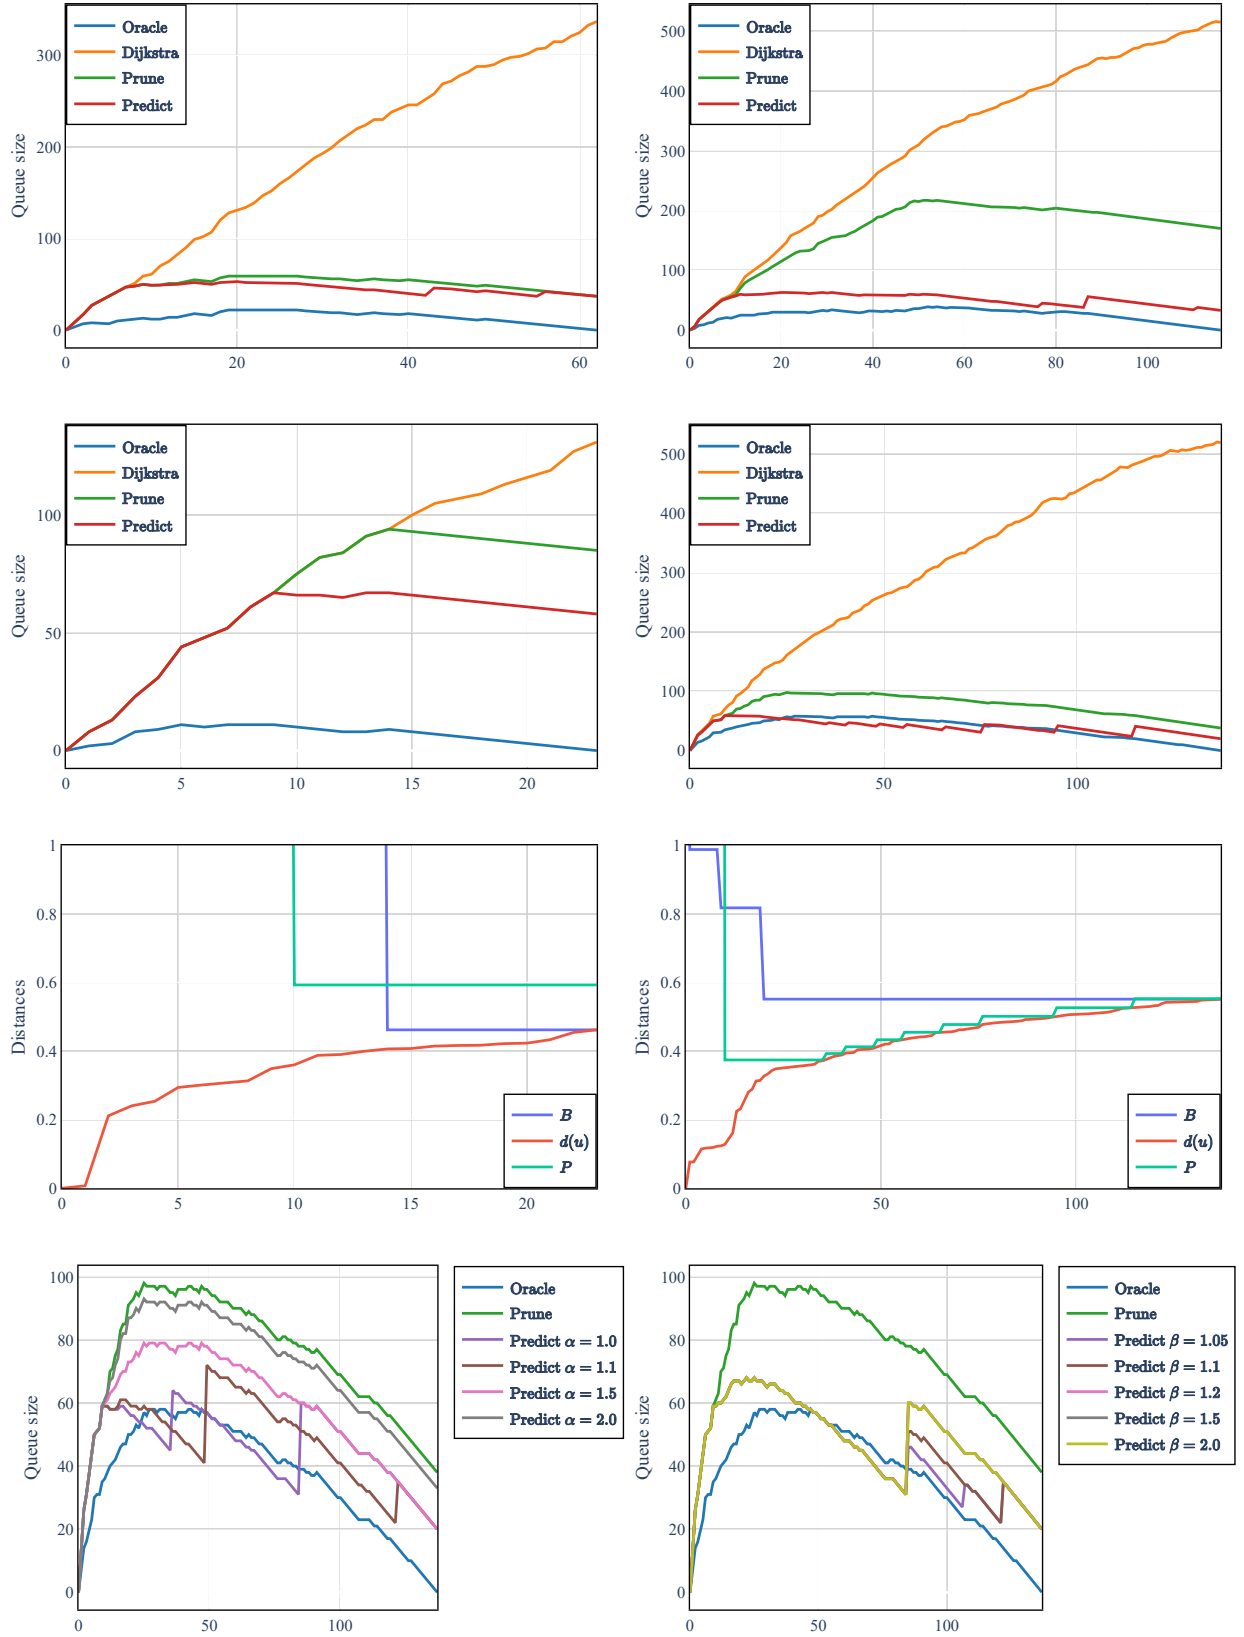 Oracle
Dijkstra
Prune
Predict
Queue size
0
100
200
300
0
20
40
60
Oracle
Dijkstra
Prune
Predict
Queue size
0
100
200
300
400
500
0
20
40
60
80
100
Oracle
Dijkstra
Prune
Predict
Queue size
0
50
100
0
5
10
15
20
Oracle
Dijkstra
Prune
Predict
Queue size
0
100
200
300
400
500
0
50
100
Distances
0
0.2
0.4
0.6
0.8
1
0
5
10
15
20
B
d(u)
P
Distances
0
0.2
0.4
0.6
0.8
1
0
50
100
B
d(u)
P
Queue size
0
20
40
60
80
100
0
50
100
Oracle
Prune
Predict α = 1.0
Predict α = 1.1
Predict α = 1.5
Predict α = 2.0
Queue size
0
20
40
60
80
100
0
50
100
Oracle
Prune
Predict β = 1.05
Predict β = 1.1
Predict β = 1.2
Predict β = 1.5
Predict β = 2.0